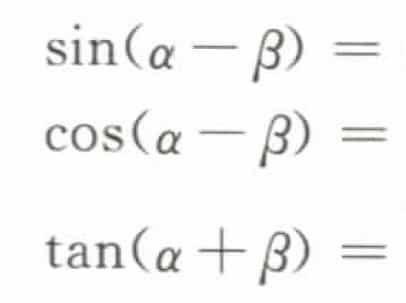 sin(α − β) =
cos(α − β) =
tan(α + β) =